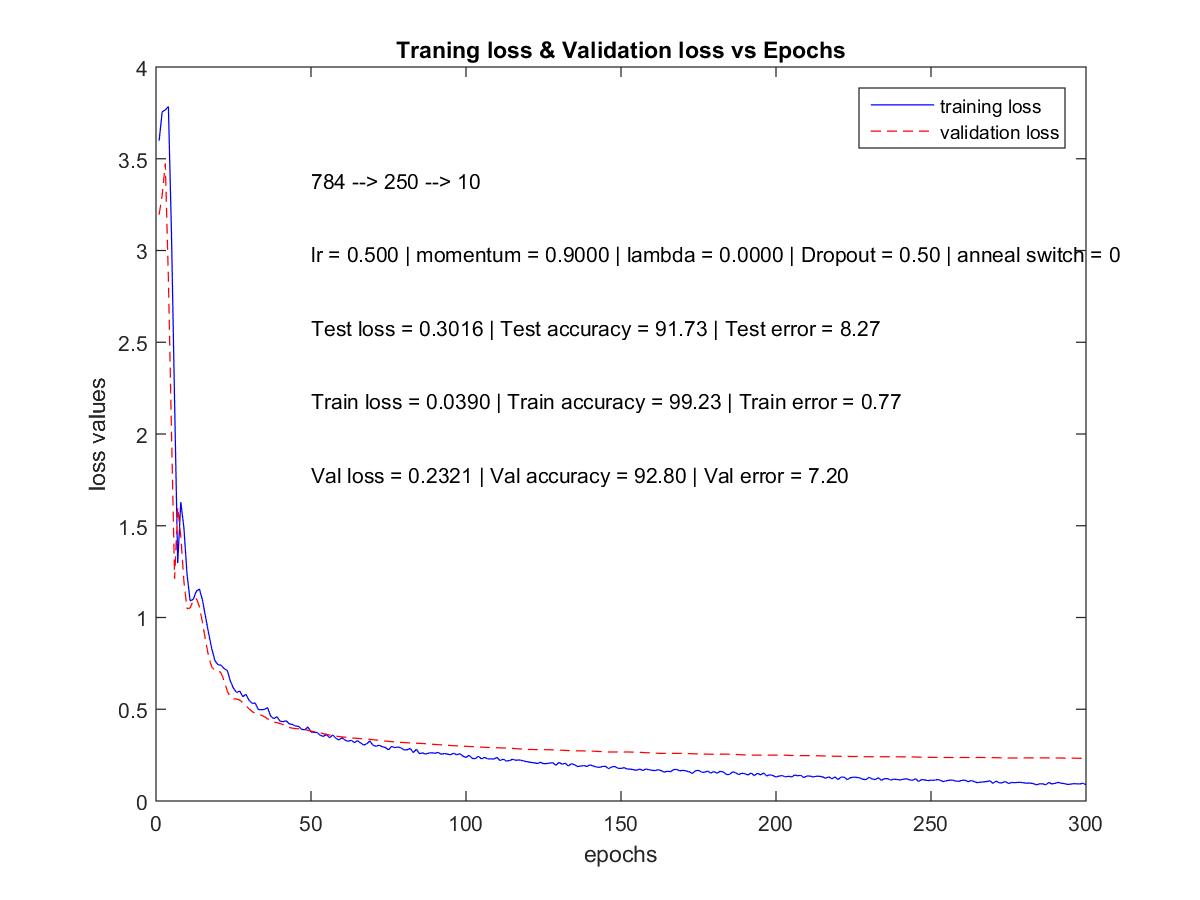 Traning loss & Validation loss vs Epochs
4
3.5
3
2.5
2
1.5
1
0.5
0
loss values
training loss
validation loss
784 --> 250 --> 10
lr = 0.500 | momentum = 0.9000 | lambda = 0.0000 | Dropout = 0.50 | anneal switch = 0
Test loss = 0.3016 | Test accuracy = 91.73 | Test error = 8.27
Train loss = 0.0390 | Train accuracy = 99.23 | Train error = 0.77
Val loss = 0.2321 | Val accuracy = 92.80 | Val error = 7.20
0 50 100 150 200 250 300
epochs